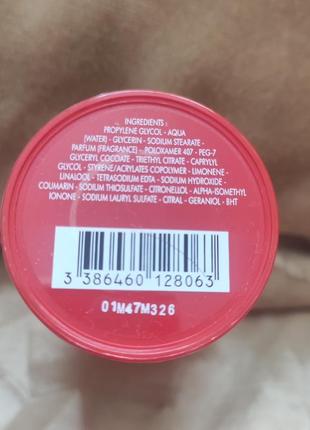 INGREDIENTS :
PROPYLENE GLYCOL - AQUA
(WATER) - GLYCERIN - SODIUM STEARATE -
PARFUM (FRAGRANCE) - POLOXAMER 407 - PEG-7
GLYCERYL COCOATE - TRIETHYL CITRATE - CAPRYLYL
GLYCOL - STYRENE/ACRYLATES COPOLYMER - LIMONENE -
LINALOOL - TETRASODIUM EDTA - SODIUM HYDROXIDE -
COUMARIN - SODIUM THIOSULFATE - CITRONELLOL - ALPHA-ISOMETHYL
IONONE - SODIUM LAURYL SULFATE - CITRAL - GERANIOL - BHT
3 386460 128063
01M47M326